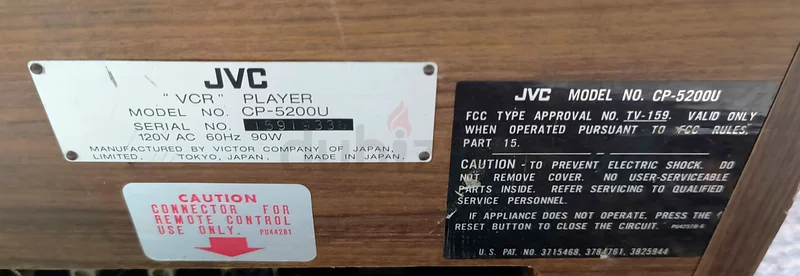 JVC
"VCR" PLAYER
MODEL NO. CP-5200U
SERIAL NO.
120V AC 60Hz 90W
MANUFACTURED BY VICTOR COMPANY OF JAPAN,
LIMITED, TOKYO, JAPAN, MADE IN JAPAN,
CAUTION
CONNECTOR FOR
REMOTE CONTROL
USE ONLY. PU44281
JVC MODEL NO. CP-5200U
FCC TYPE APPROVAL NO. TV-159. VALID ONLY
WHEN OPERATED PURSUANT TO FCC RULES,
PART 15.
CAUTION - TO PREVENT ELECTRIC SHOCK. DO
NOT REMOVE COVER. NO USER-SERVICEABLE
PARTS INSIDE. REFER SERVICING TO QUALIFIED
SERVICE PERSONNEL.
IF APPLIANCE DOES NOT OPERATE, PRESS THE
RESET BUTTON TO CLOSE THE CIRCUIT.
U.S. PAT. NO. 3715468, 3784761, 3825944